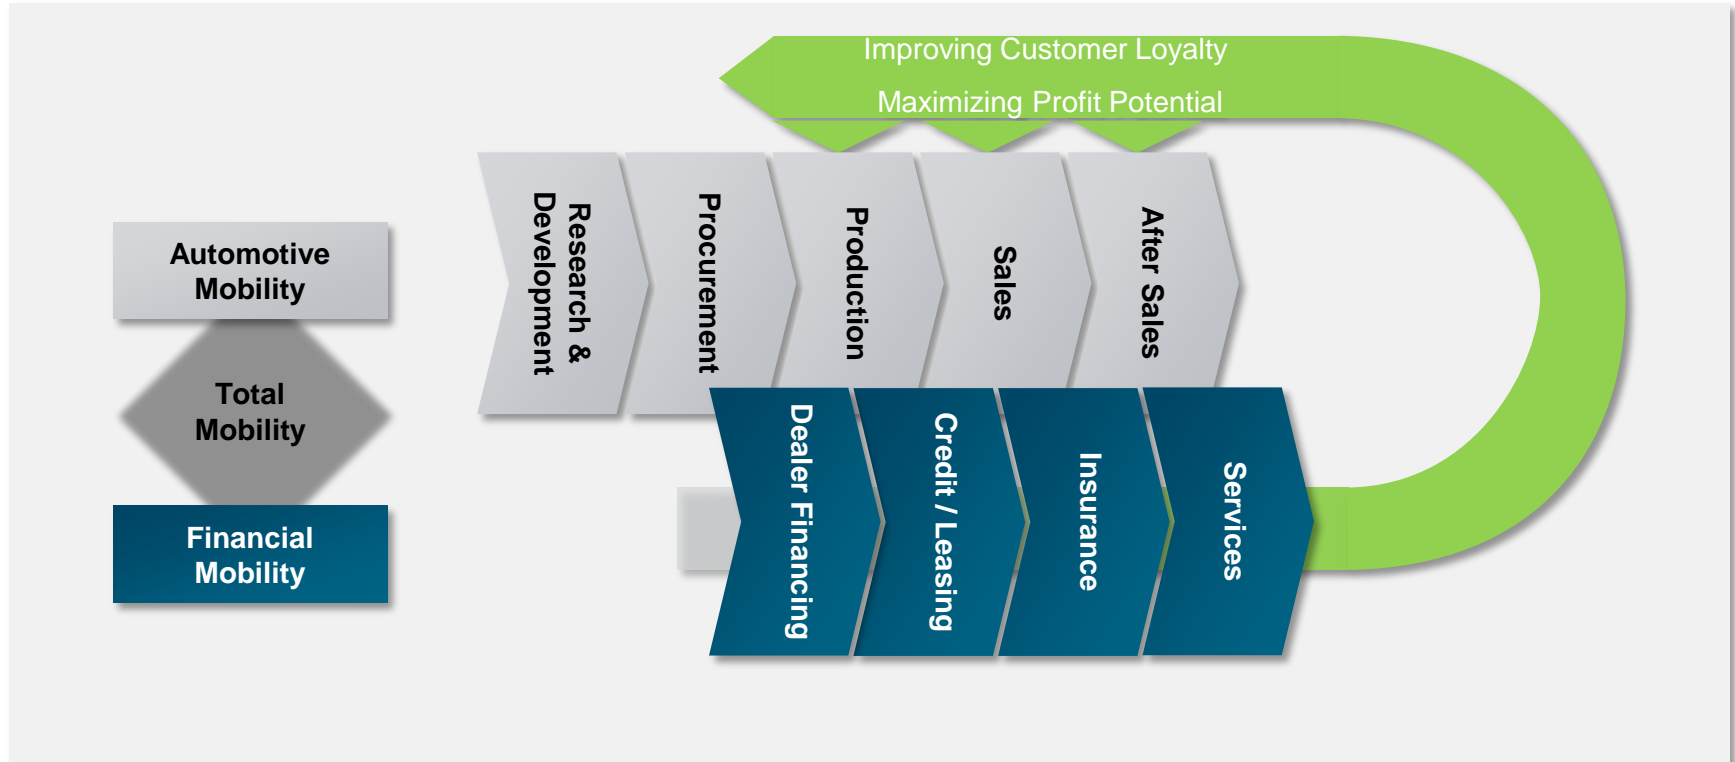 Improving Customer Loyalty
Maximizing Profit Potential
Automotive
Mobility
Total
Mobility
Financial
Mobility
Research &
Development
Procurement
Production
Sales
After Sales
Dealer Financing
Credit / Leasing
Insurance
Services